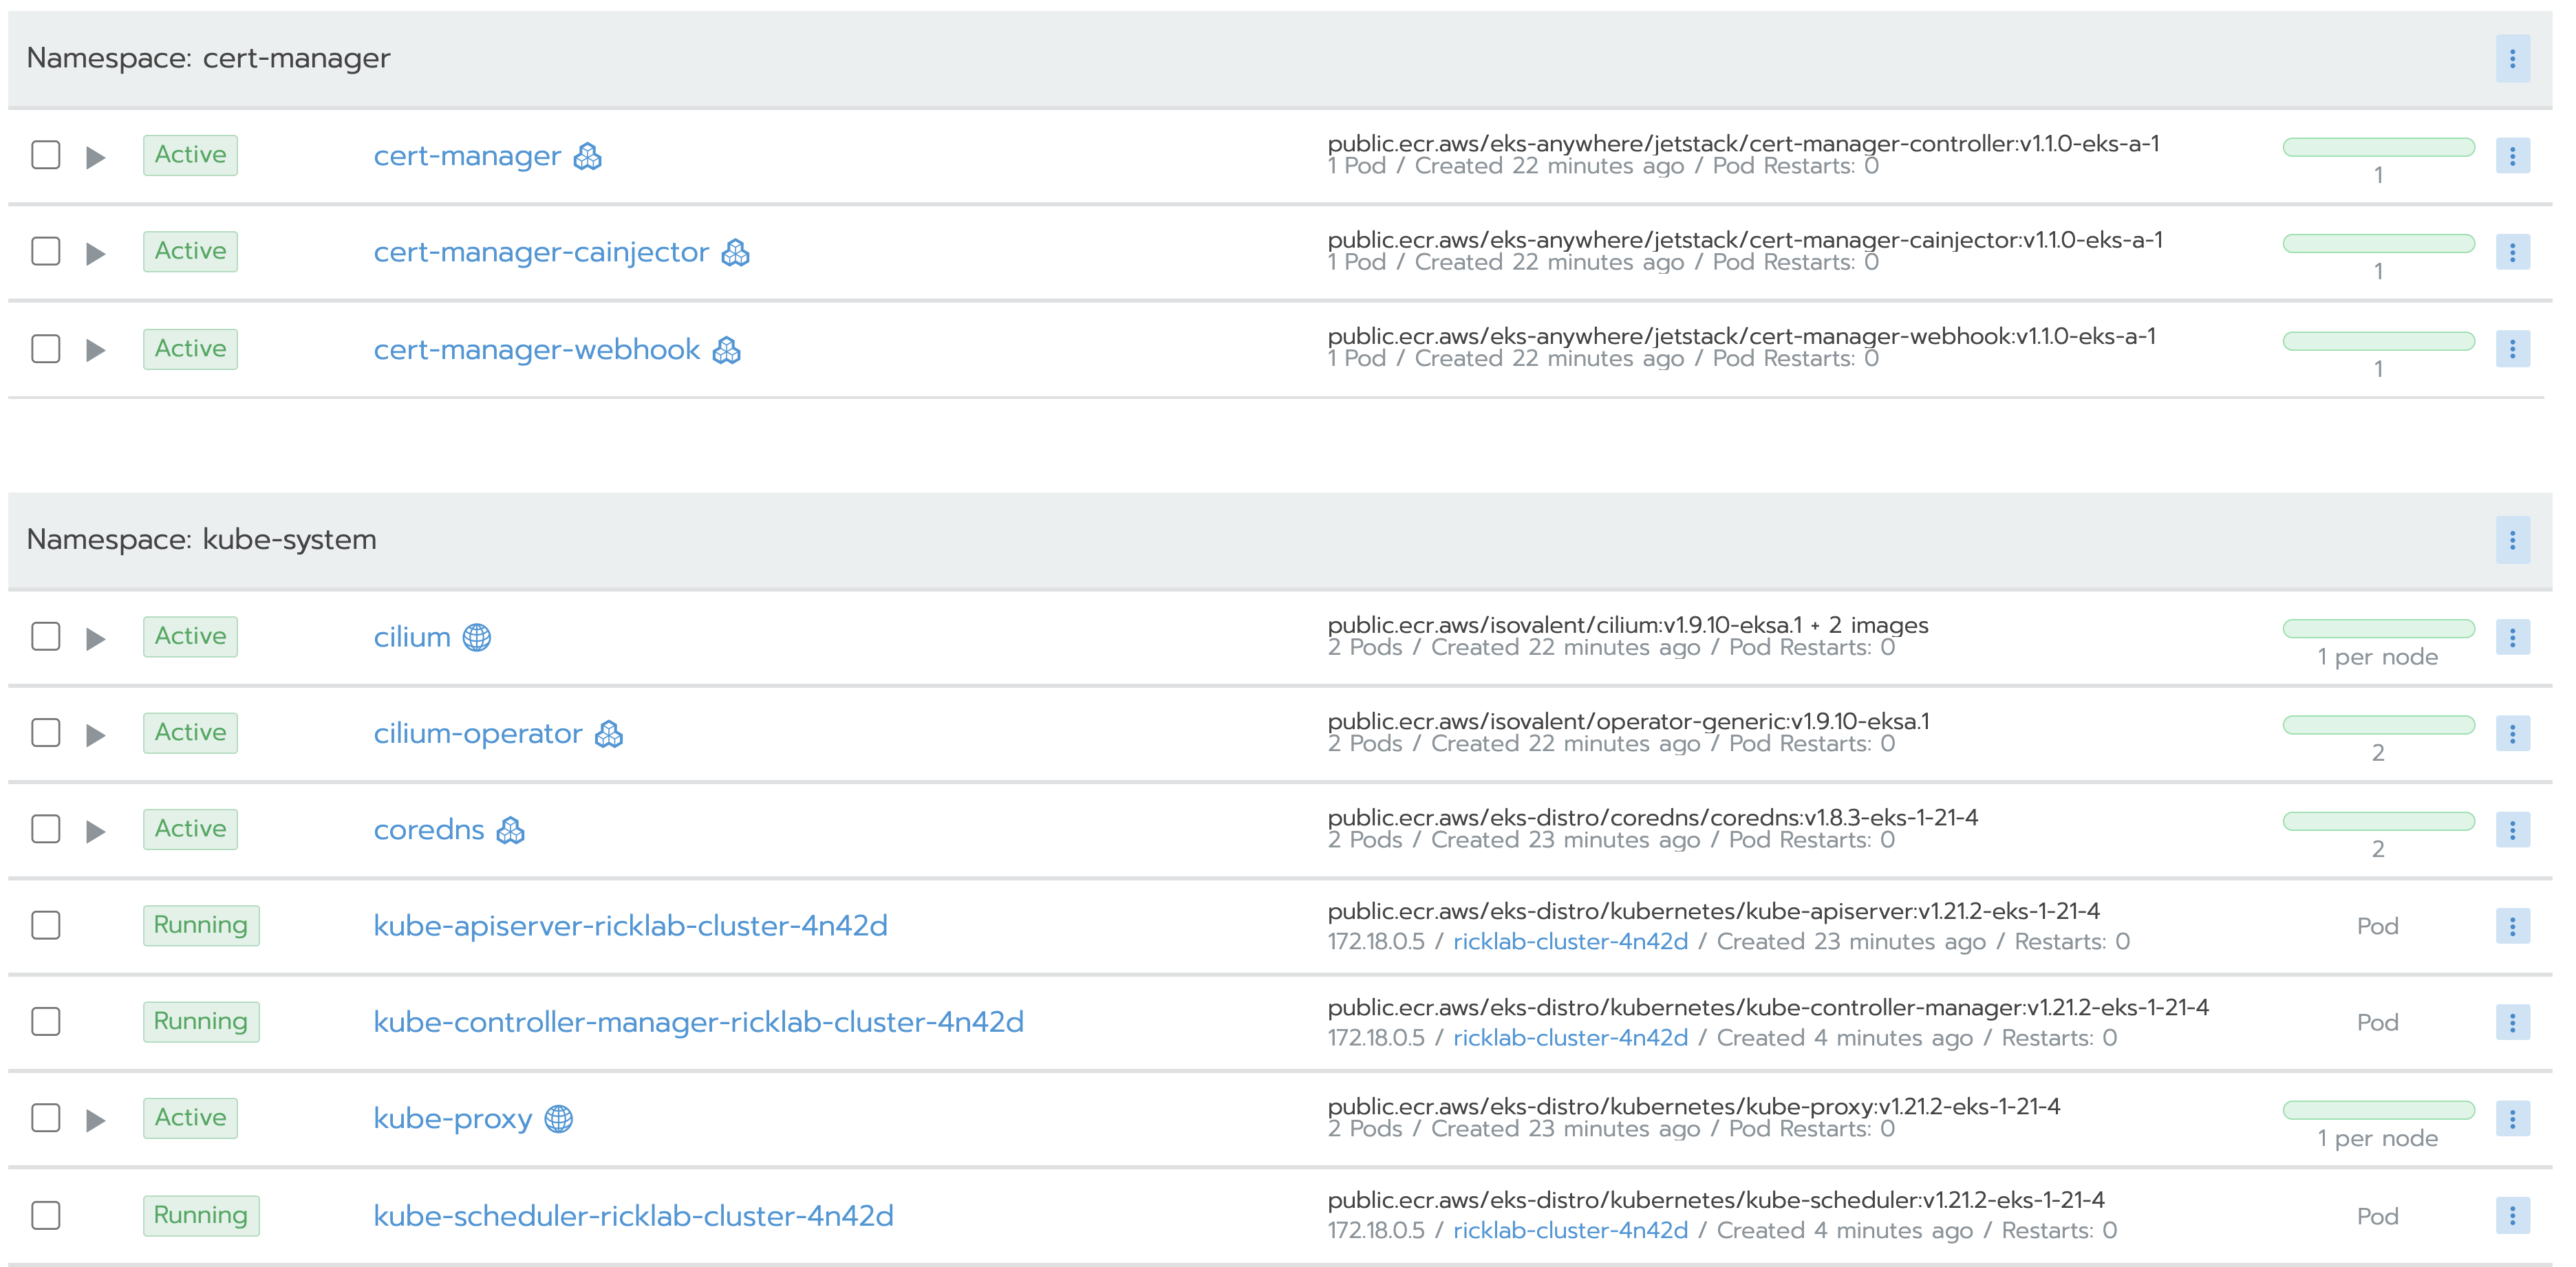 Namespace: cert-manager
Active
cert-manager
public.ecr.aws/eks-anywhere/jetstack/cert-manager-controller:v1.1.0-eks-a-1
1 Pod / Created 22 minutes ago / Pod Restarts: 0
1
Active
cert-manager-cainjector
public.ecr.aws/eks-anywhere/jetstack/cert-manager-cainjector:v1.1.0-eks-a-1
1 Pod / Created 22 minutes ago / Pod Restarts: 0
1
Active
cert-manager-webhook
public.ecr.aws/eks-anywhere/jetstack/cert-manager-webhook:v1.1.0-eks-a-1
1 Pod / Created 22 minutes ago / Pod Restarts: 0
1
Namespace: kube-system
Active
cilium
public.ecr.aws/isovalent/cilium:v1.9.10-eksa.1 + 2 images
2 Pods / Created 22 minutes ago / Pod Restarts: 0
1 per node
Active
cilium-operator
public.ecr.aws/isovalent/operator-generic:v1.9.10-eksa.1
2 Pods / Created 22 minutes ago / Pod Restarts: 0
2
Active
coredns
public.ecr.aws/eks-distro/coredns/coredns:v1.8.3-eks-1-21-4
2 Pods / Created 23 minutes ago / Pod Restarts: 0
2
Running
kube-apiserver-ricklab-cluster-4n42d
public.ecr.aws/eks-distro/kubernetes/kube-apiserver:v1.21.2-eks-1-21-4
172.18.0.5 / ricklab-cluster-4n42d / Created 23 minutes ago / Restarts: 0
Pod
Running
kube-controller-manager-ricklab-cluster-4n42d
public.ecr.aws/eks-distro/kubernetes/kube-controller-manager:v1.21.2-eks-1-21-4
172.18.0.5 / ricklab-cluster-4n42d / Created 4 minutes ago / Restarts: 0
Pod
Active
kube-proxy
public.ecr.aws/eks-distro/kubernetes/kube-proxy:v1.21.2-eks-1-21-4
2 Pods / Created 23 minutes ago / Pod Restarts: 0
1 per node
Running
kube-scheduler-ricklab-cluster-4n42d
public.ecr.aws/eks-distro/kubernetes/kube-scheduler:v1.21.2-eks-1-21-4
172.18.0.5 / ricklab-cluster-4n42d / Created 4 minutes ago / Restarts: 0
Pod